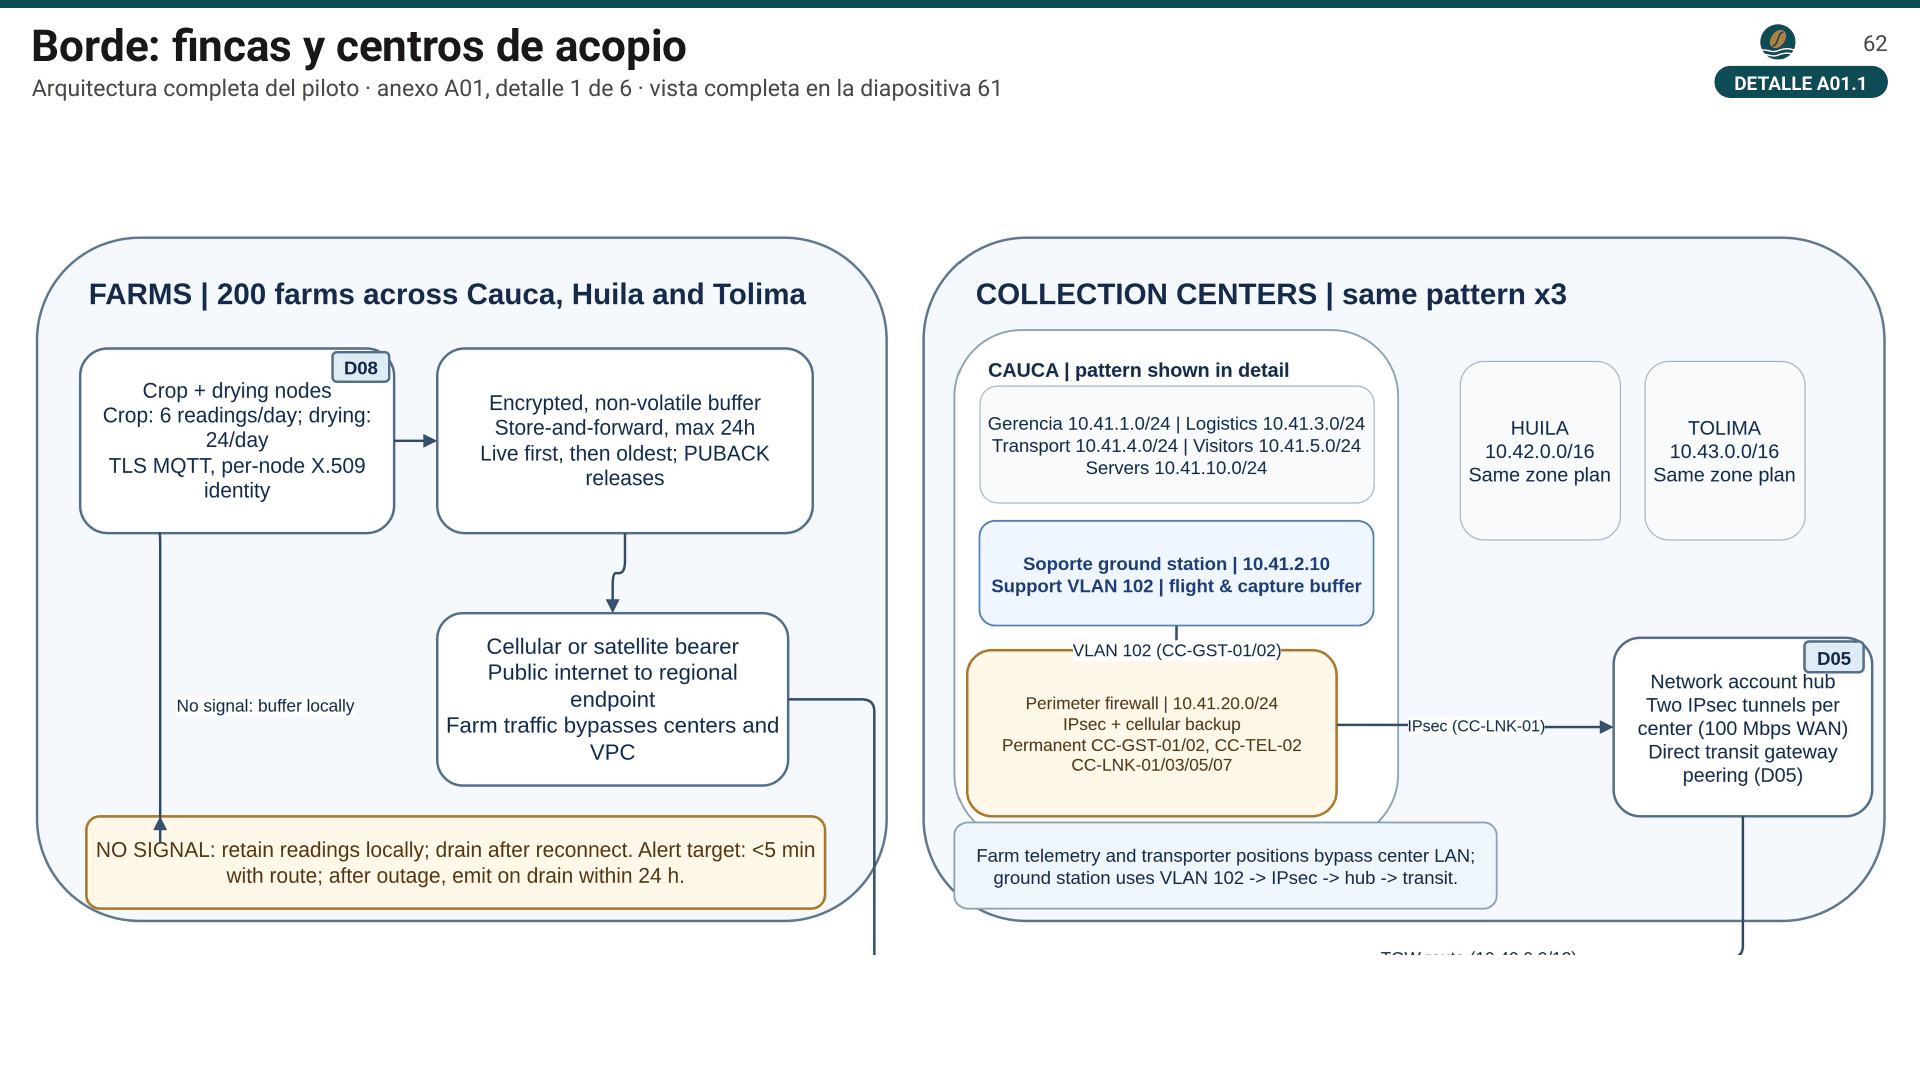 Borde: fincas y centros de acopio
Arquitectura completa del piloto · anexo A01, detalle 1 de 6 · vista completa en la diapositiva 61
62
DETALLE A01.1
FARMS | 200 farms across Cauca, Huila and Tolima
D08
Crop + drying nodes
Crop: 6 readings/day; drying:
24/day
TLS MQTT, per-node X.509
identity
Encrypted, non-volatile buffer
Store-and-forward, max 24h
Live first, then oldest; PUBACK
releases
Cellular or satellite bearer
Public internet to regional
endpoint
Farm traffic bypasses centers and
VPC
No signal: buffer locally
NO SIGNAL: retain readings locally; drain after reconnect. Alert target: <5 min
with route; after outage, emit on drain within 24 h.
COLLECTION CENTERS | same pattern x3
CAUCA | pattern shown in detail
Gerencia 10.41.1.0/24 | Logistics 10.41.3.0/24
Transport 10.41.4.0/24 | Visitors 10.41.5.0/24
Servers 10.41.10.0/24
Soporte ground station | 10.41.2.10
Support VLAN 102 | flight & capture buffer
VLAN 102 (CC-GST-01/02)
Perimeter firewall | 10.41.20.0/24
IPsec + cellular backup
Permanent CC-GST-01/02, CC-TEL-02
CC-LNK-01/03/05/07
HUILA
10.42.0.0/16
Same zone plan
TOLIMA
10.43.0.0/16
Same zone plan
IPsec (CC-LNK-01)
D05
Network account hub
Two IPsec tunnels per
center (100 Mbps WAN)
Direct transit gateway
peering (D05)
Farm telemetry and transporter positions bypass center LAN;
ground station uses VLAN 102 -> IPsec -> hub -> transit.